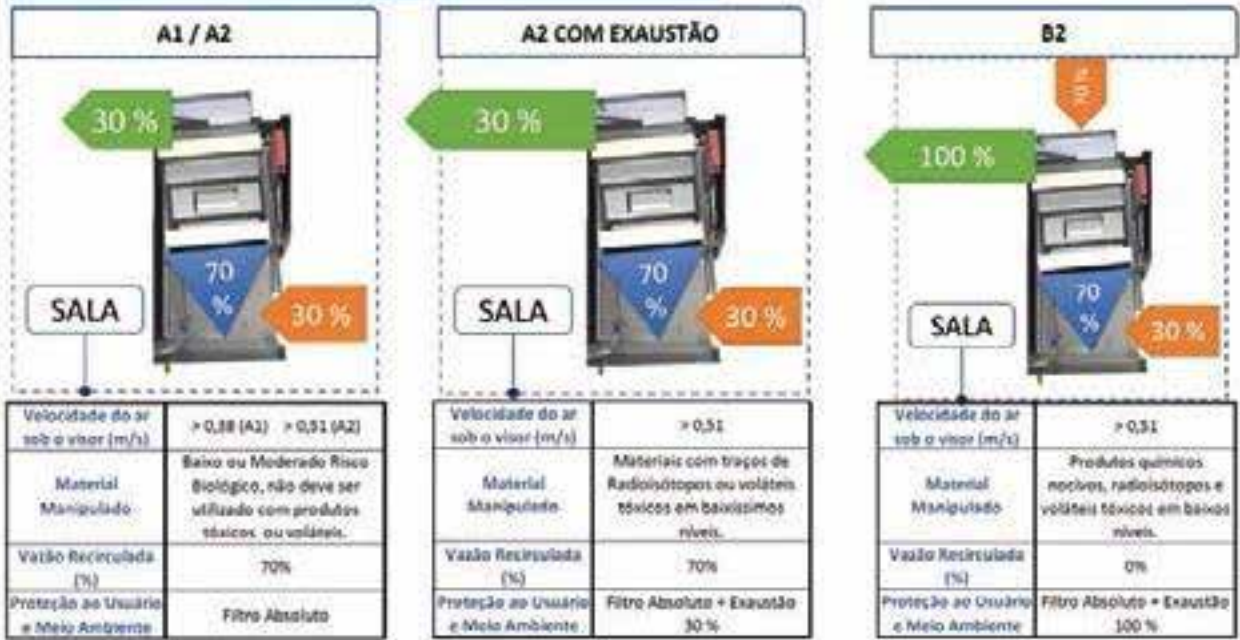 A1 / A2
30 %
70
%
SALA
30 %
Velocidade do ar
sob o visor (m/s)
> 0,38 (A1) > 0,51 (A2)
Material
Manipulado
Baixo ou Moderado Risco
Biológico, não deve ser
utilizado com produtos
tóxicos ou voláteis.
Vazão Recirculada
(%)
70%
Proteção ao Usuário
e Meio Ambiente
Filtro Absoluto
A2 COM EXAUSTÃO
30 %
70
%
SALA
30 %
Velocidade do ar
sob o visor (m/s)
> 0,51
Material
Manipulado
Materiais com traços de
Radioisótopos ou voláteis
tóxicos em baixíssimos
níveis.
Vazão Recirculada
(%)
70%
Proteção ao Usuário
e Meio Ambiente
Filtro Absoluto + Exaustão
30 %
B2
70 %
100 %
70
%
SALA
30 %
Velocidade do ar
sob o visor (m/s)
> 0,51
Material
Manipulado
Produtos químicos
nocivos, radioisótopos e
voláteis tóxicos em baixos
níveis.
Vazão Recirculada
(%)
0%
Proteção ao Usuário
e Meio Ambiente
Filtro Absoluto + Exaustão
100 %